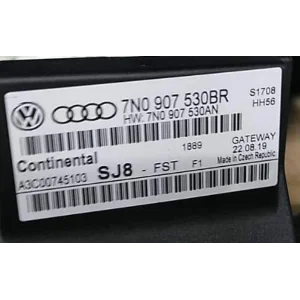 7N0 907 530BR
HW: 7N0 907 530AN
S1708
HH56
Continental
1889
GATEWAY
22.08.19
A3C00745103
SJ8 - FST F1
Made in Czech Republic